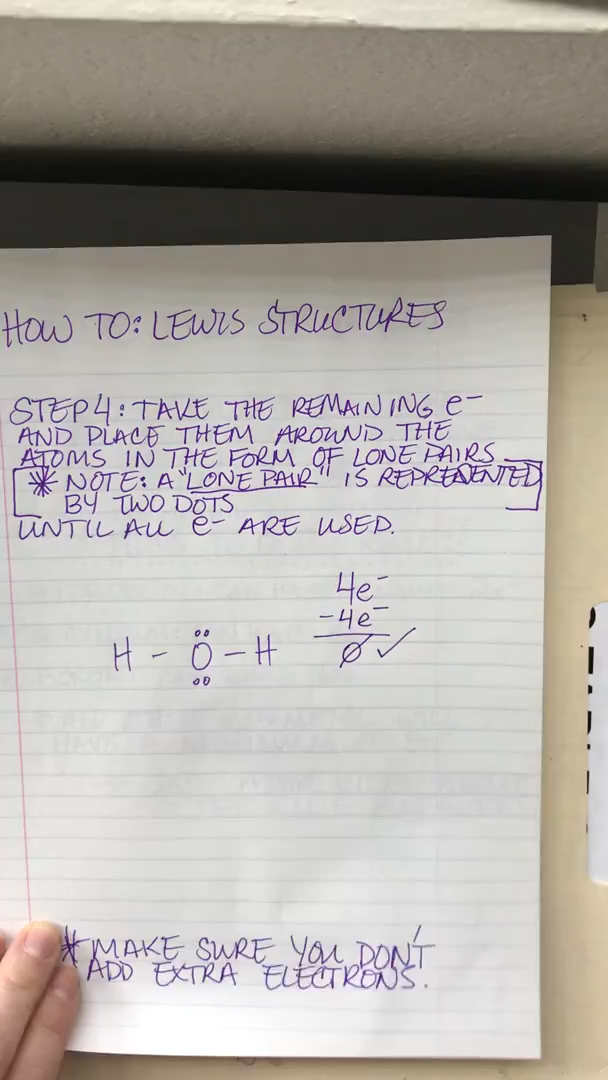 HOW TO: LEWIS STRUCTURES
STEP 4: TAKE THE REMAINING e-
AND PLACE THEM AROUND THE
ATOMS IN THE FORM OF LONE PAIRS
* NOTE: A "LONE PAIR" IS REPRESENTED
BY TWO DOTS
UNTIL ALL e- ARE USED.
4e⁻
-4e⁻
0 ✓
H - O - H
* MAKE SURE YOU DON'T
ADD EXTRA ELECTRONS.